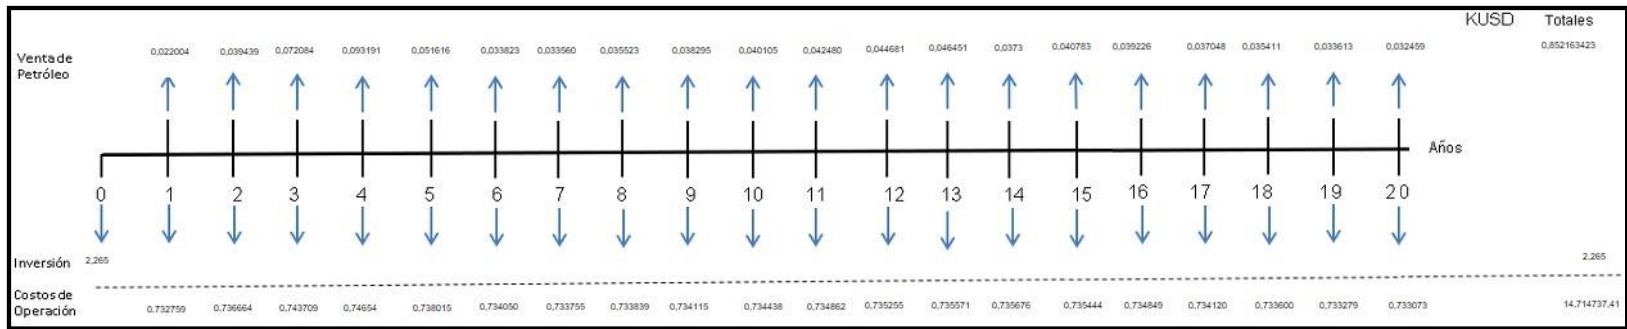 KUSD Totales
Venta de 0,022004 0,039439 0,072084 0,093191 0,051616 0,033823 0,033560 0,035523 0,038295 0,040105 0,042480 0,044681 0,046451 0,0373 0,040783 0,039226 0,037048 0,035411 0,033613 0,032459 0,852163423
Petróleo
Años
0 1 2 3 4 5 6 7 8 9 10 11 12 13 14 15 16 17 18 19 20
Inversión 2,265 2,265
Costos de
Operación 0,732759 0,736664 0,743709 0,74654 0,738015 0,734050 0,733755 0,733839 0,734115 0,734438 0,734862 0,735255 0,735571 0,735676 0,735444 0,734849 0,734120 0,733600 0,733279 0,733073 14,714737,41